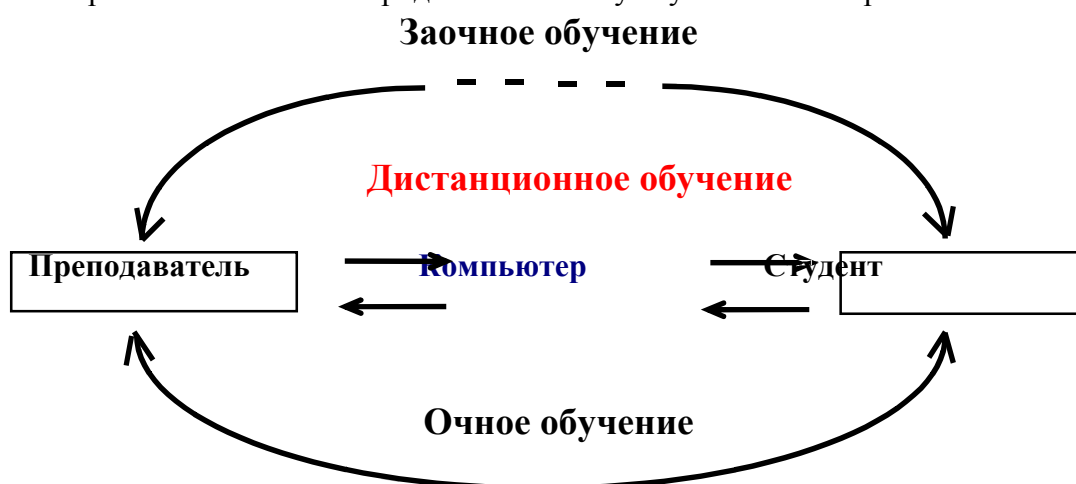 Заочное обучение
Дистанционное обучение
Преподаватель Компьютер Студент
Очное обучение